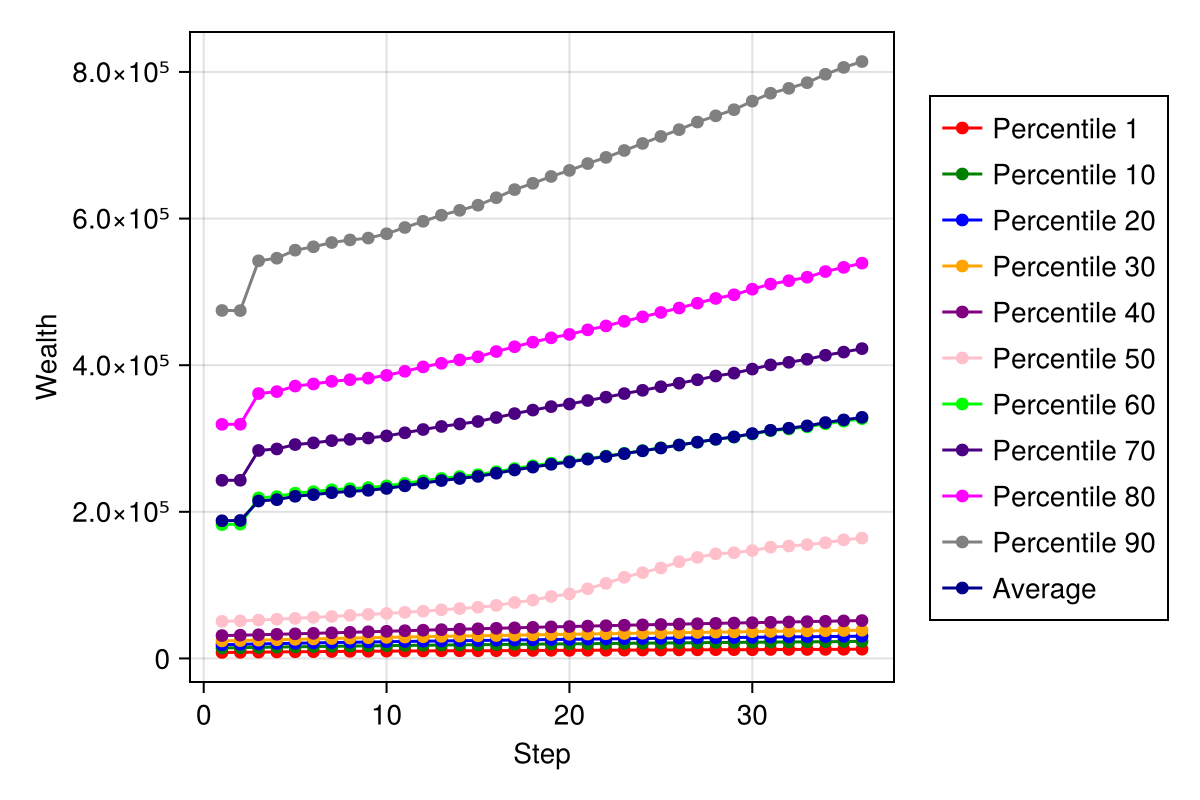 8.0×10⁵
6.0×10⁵
4.0×10⁵
2.0×10⁵
0
Wealth
0 10 20 30
Step
Percentile 1
Percentile 10
Percentile 20
Percentile 30
Percentile 40
Percentile 50
Percentile 60
Percentile 70
Percentile 80
Percentile 90
Average